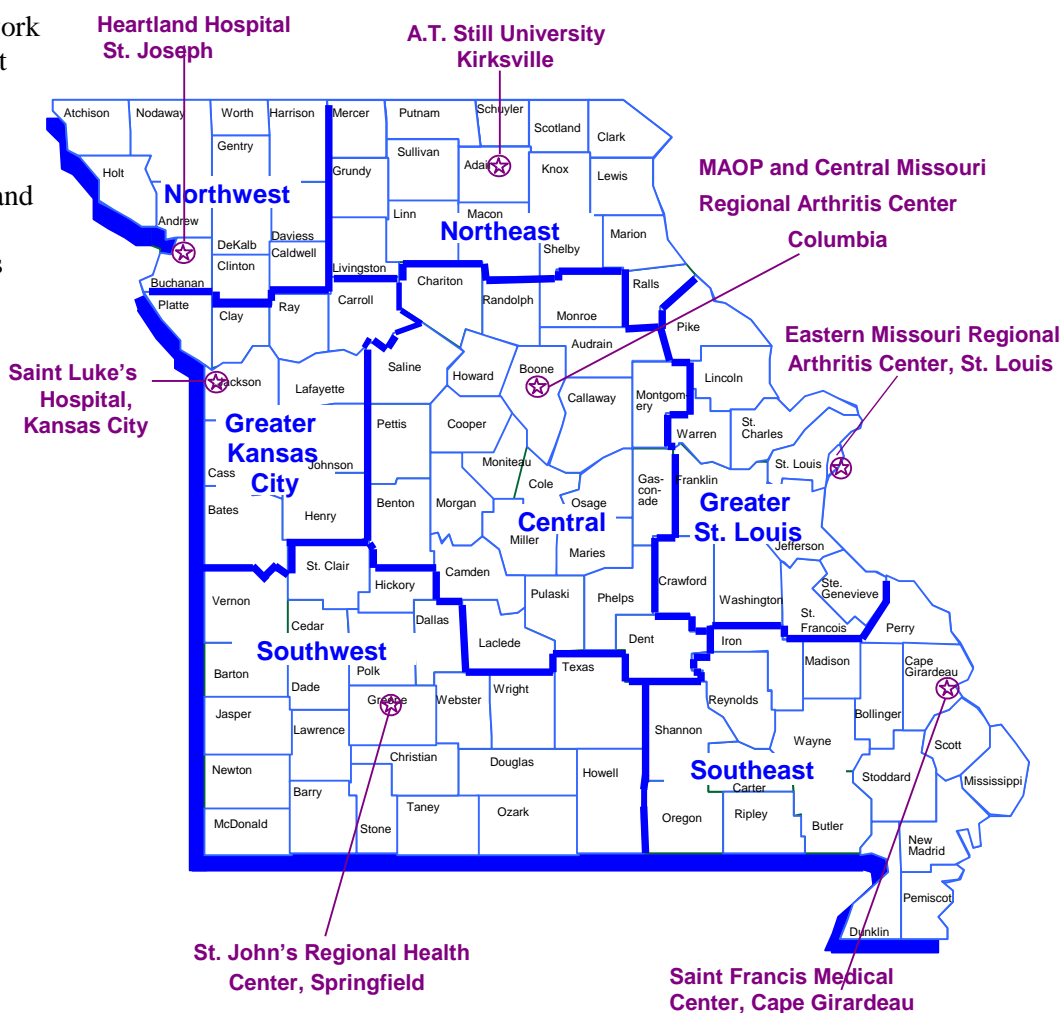 work
Heartland Hospital
St. Joseph
A.T. Still University
Kirksville
t
and
s
MAOP and Central Missouri
Regional Arthritis Center
Columbia
Eastern Missouri Regional
Arthritis Center, St. Louis
Saint Luke's
Hospital,
Kansas City
Atchison Nodaway Worth Harrison Mercer Putnam Schuyler Scotland Clark
Gentry Sullivan Adair Knox Lewis
Holt Grundy
Northwest
Andrew Linn Macon Marion
Northeast
DeKalb Daviess Shelby
Clinton Caldwell Livingston
Buchanan Chariton Ralls
Platte Clay Ray Carroll Randolph Monroe Pike
Saline Audrain
Jackson Lafayette Howard Boone Callaway Montgom-
ery
Lincoln
Pettis Cooper Warren St.
Charles
Greater
Kansas
City
Cass Johnson Moniteau Cole Gas-
con-
ade
Franklin St. Louis
Bates Henry Benton Morgan Osage
Central
Greater
St. Louis
Miller Maries Jefferson
St. Clair Hickory Camden Pulaski Phelps Crawford Washington Ste.
Genevieve
Vernon Cedar Dallas Laclede Dent Iron St.
Francois
Perry
Southwest
Barton Dade Polk Texas Madison Cape
Girardeau
Jasper Greene Webster Wright Reynolds Bollinger
Lawrence Shannon Wayne Scott
Newton Christian Douglas Howell
Southeast
Stoddard Mississippi
Barry Taney Ozark Carter
McDonald Stone Oregon Ripley Butler New
Madrid
Pemiscot
Dunklin
St. John's Regional Health
Center, Springfield
Saint Francis Medical
Center, Cape Girardeau